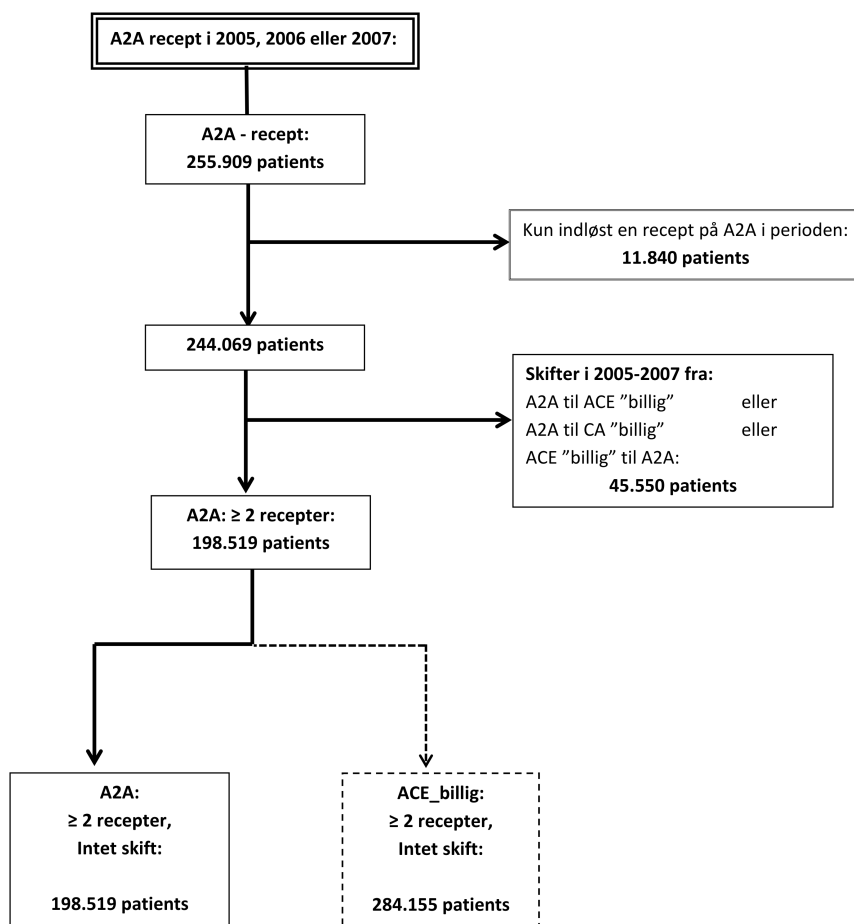 A2A recept i 2005, 2006 eller 2007:
A2A - recept:
255.909 patients
Kun indløst en recept på A2A i perioden:
11.840 patients
244.069 patients
Skifter i 2005-2007 fra:
A2A til ACE ”billig” eller
A2A til CA ”billig” eller
ACE ”billig” til A2A:
45.550 patients
A2A: ≥ 2 recepter:
198.519 patients
A2A:
≥ 2 recepter,
Intet skift:
198.519 patients
ACE_billig:
≥ 2 recepter,
Intet skift:
284.155 patients